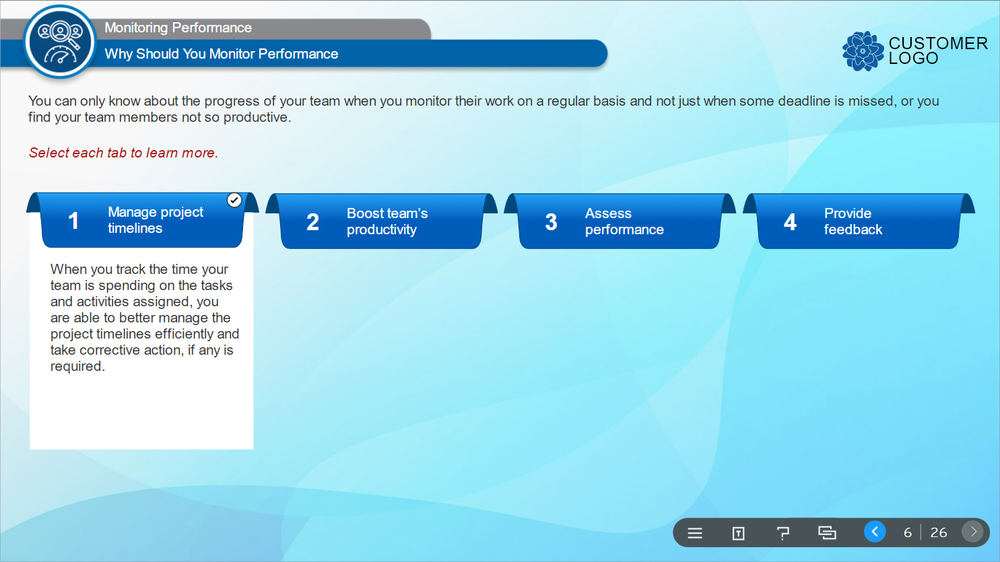 Monitoring Performance
Why Should You Monitor Performance
CUSTOMER
LOGO
You can only know about the progress of your team when you monitor their work on a regular basis and not just when some deadline is missed, or you
find your team members not so productive.
Select each tab to learn more.
1
Manage project
timelines
2
Boost team’s
productivity
3
Assess
performance
4
Provide
feedback
When you track the time your
team is spending on the tasks
and activities assigned, you
are able to better manage the
project timelines efficiently and
take corrective action, if any is
required.
T
?
6 | 26